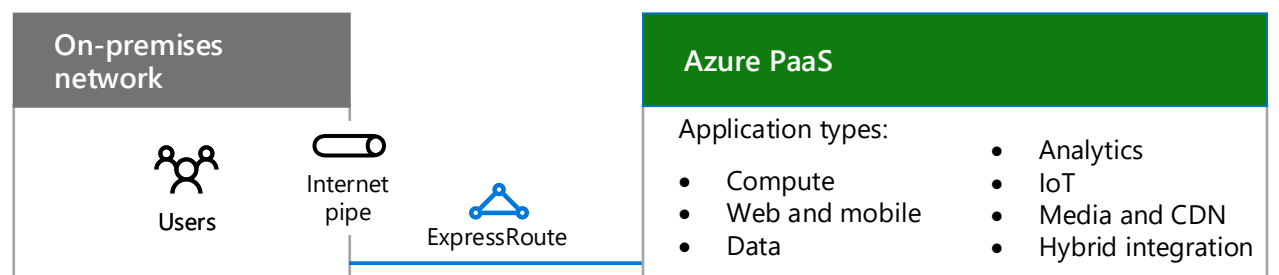 On-premises
network
Users
Internet
pipe
ExpressRoute
Azure PaaS
Application types:
• Compute
• Web and mobile
• Data
• Analytics
• IoT
• Media and CDN
• Hybrid integration